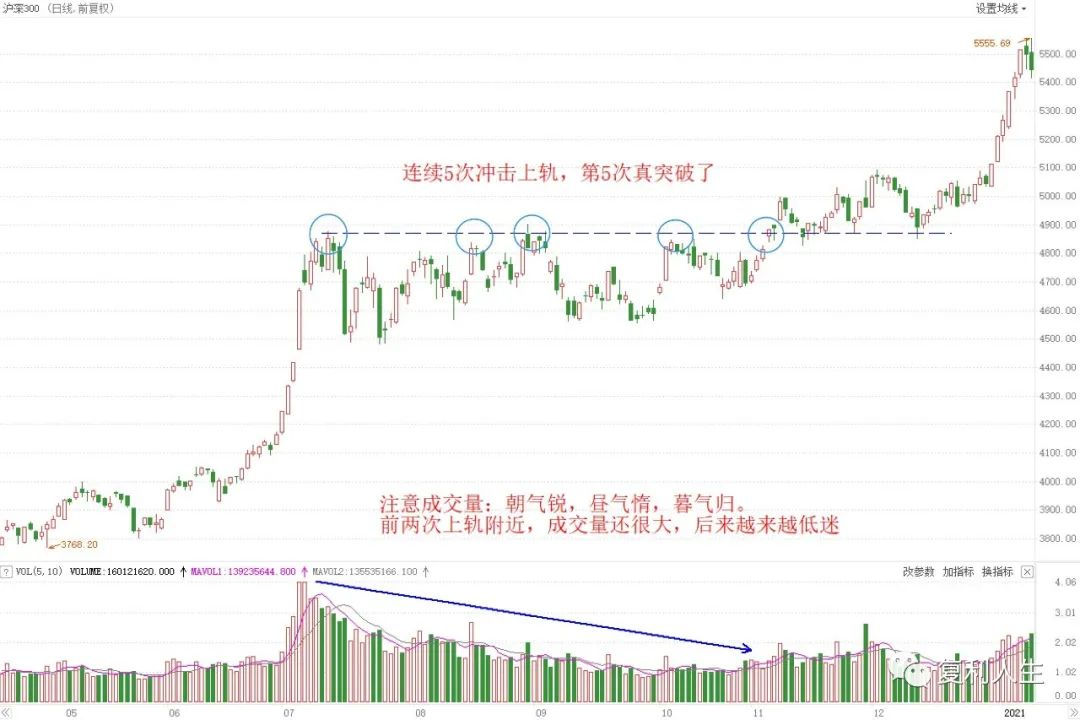 沪深300 (日线.前复权)
设置均线
5555.69
5500.00
5400.00
5300.00
5200.00
5100.00
连续5次冲击上轨，第5次真突破了
5000.00
4900.00
4800.00
4700.00
4600.00
4500.00
4400.00
4300.00
4200.00
4100.00
4000.00
注意成交量：朝气锐，昼气惰，暮气归。
3900.00
前两次上轨附近，成交量还很大，后来越来越低迷
3800.00
3768.20
? VOL(5,10) VOLUME:160121620.000 ↑ MAVOL1:139235644.800 ↑ MAVOL2:135535166.100 ↑
改参数 加指标 换指标
4.06
3.01
2.02
1.02
复利人生
0.00
05 06 07 08 09 10 11 12 2021